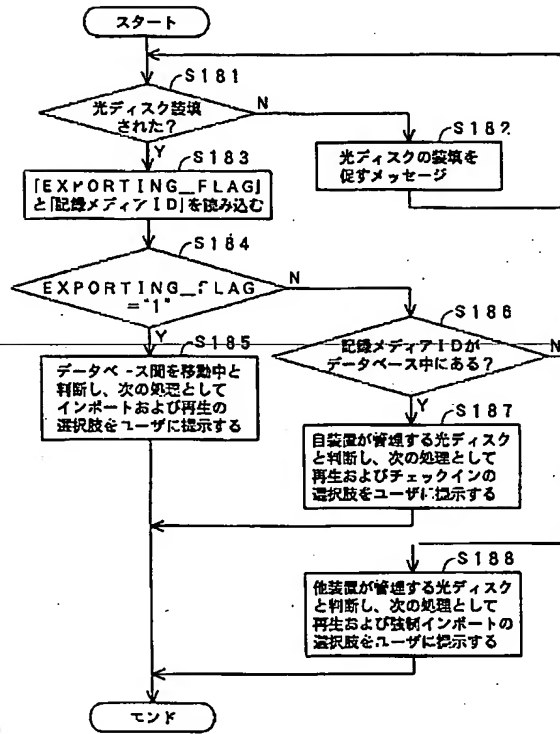 スタート
S181
光ディスク装填
された?
N
Y
S182
光ディスクの装填を
促すメッセージ
S183
「EXPORTING_FLAG」
と「記録メディアID」を読み込む
S184
EXPORTING_FLAG
="1"
N
Y
S185
データベース間を移動中と
判断し、次の処理として
インポートおよび再生の
選択肢をユーザに提示する
S186
記録メディアIDが
データベース中にある?
N
Y
S187
自装置が管理する光ディスク
と判断し、次の処理として
再生およびチェックインの
選択肢をユーザに提示する
S188
他装置が管理する光ディスク
と判断し、次の処理として
再生および強制インポートの
選択肢をユーザに提示する
エンド